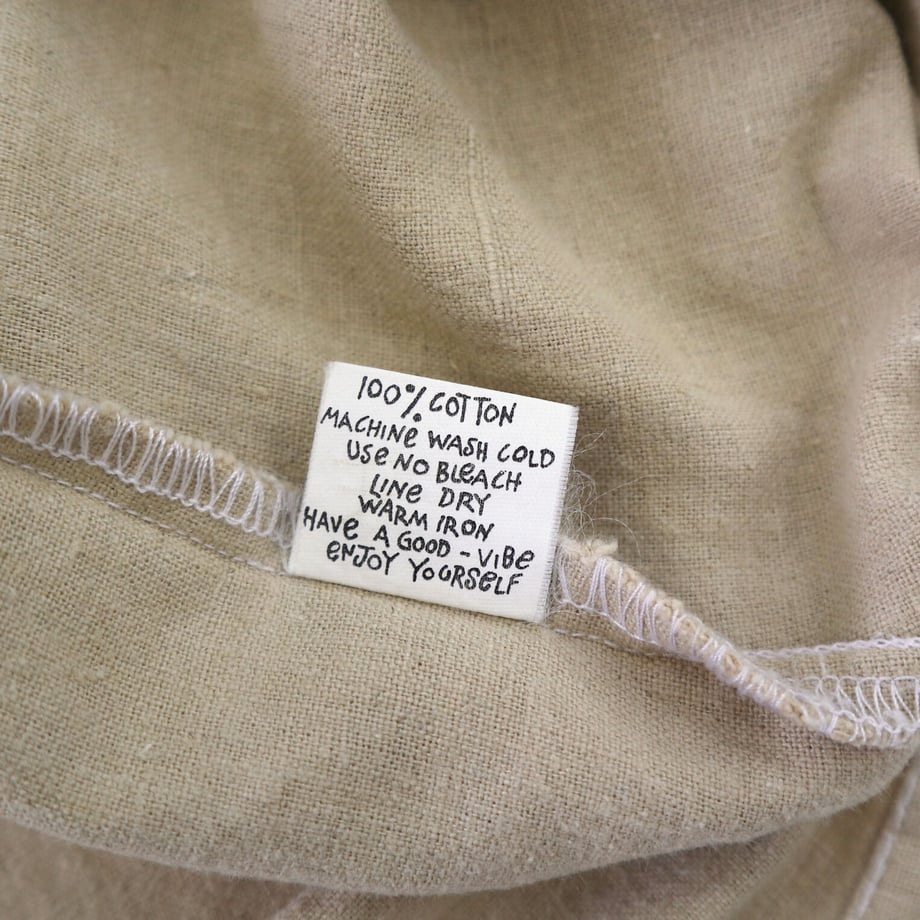 100% COTTON
MACHINE WASH COLD
USE NO BLEACH
LINE DRY
WARM IRON
HAVE A GOOD - VIBE
ENJOY YOURSELF